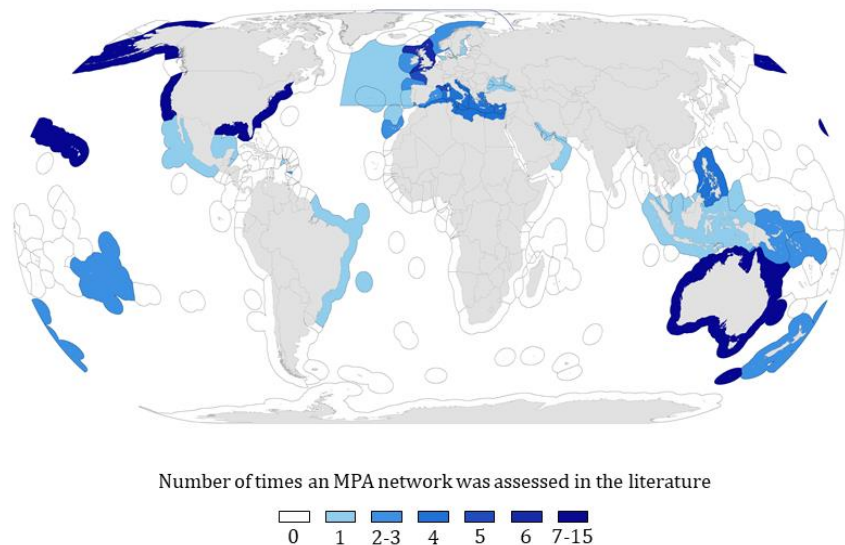 Number of times an MPA network was assessed in the literature
0 1 2-3 4 5 6 7-15